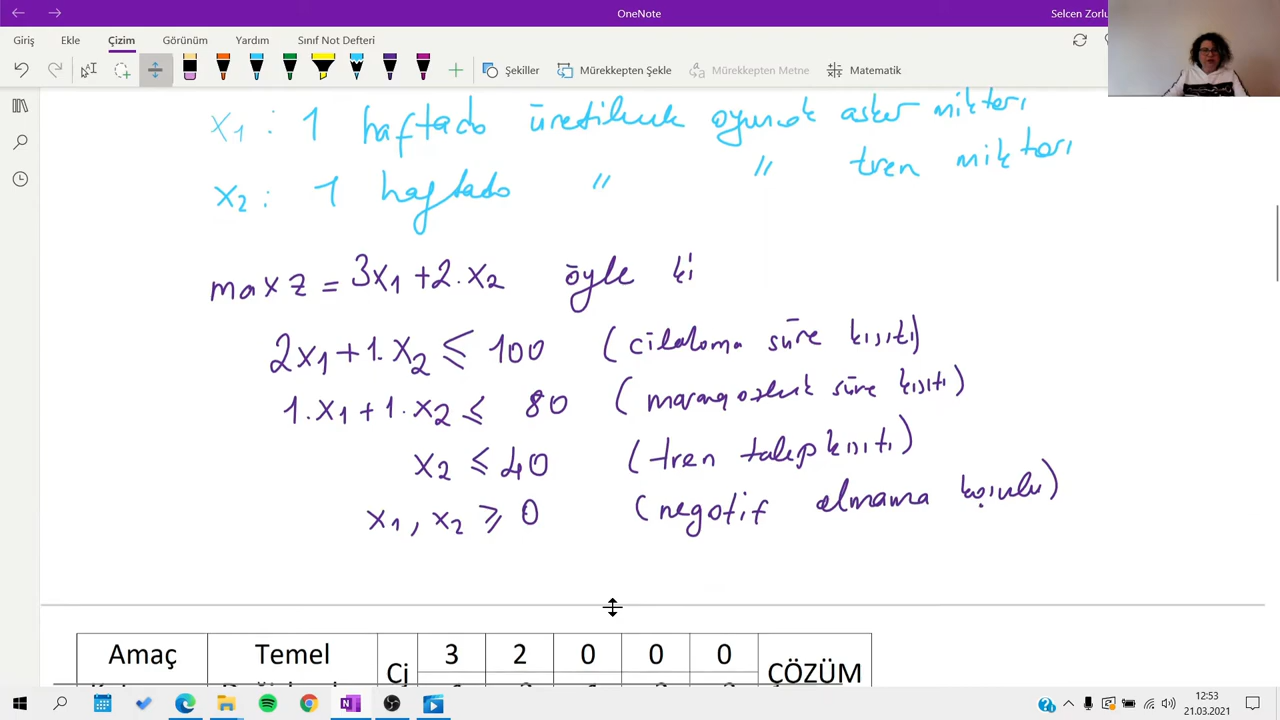 OneNote
Selcen Zorlu
Giriş Ekle Çizim Görünüm Yardım Sınıf Not Defteri
Şekiller Mürekkepten Şekle Mürekkepten Metne Matematik
x1 : 1 haftada üretilecek oyuncak asker miktarı
x2 : 1 haftada " " tren miktarı
max z = 3x1 + 2.x2 öyle ki
2x1 + 1.x2 ≤ 100 (cilalama süre kısıtı)
1.x1 + 1.x2 ≤ 80 (marangozluk süre kısıtı)
x2 ≤ 40 (tren talep kısıtı)
x1, x2 ≥ 0 (negatif olmama koşulu)
Amaç Temel Cj 3 2 0 0 0 ÇÖZÜM
12:53
21.03.2021